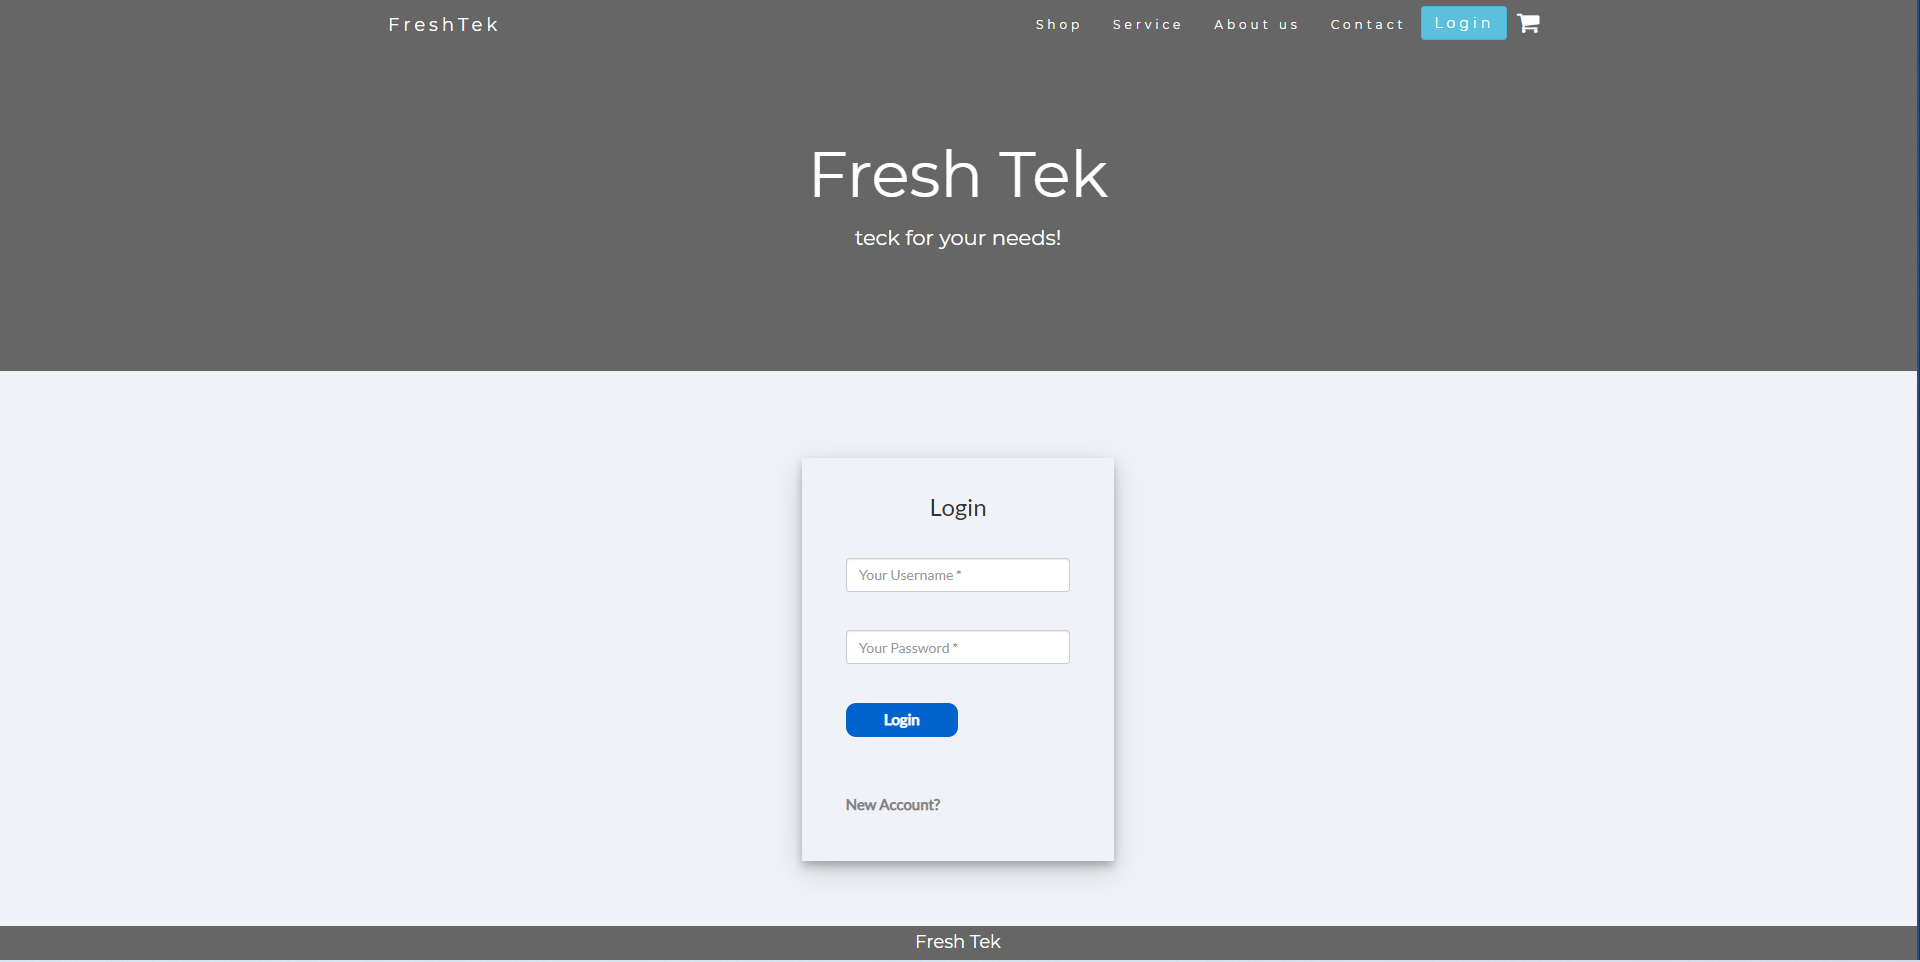 FreshTek
Shop Service About us Contact Login
Fresh Tek
teck for your needs!
Login
Your Username *
Your Password *
Login
New Account?
Fresh Tek